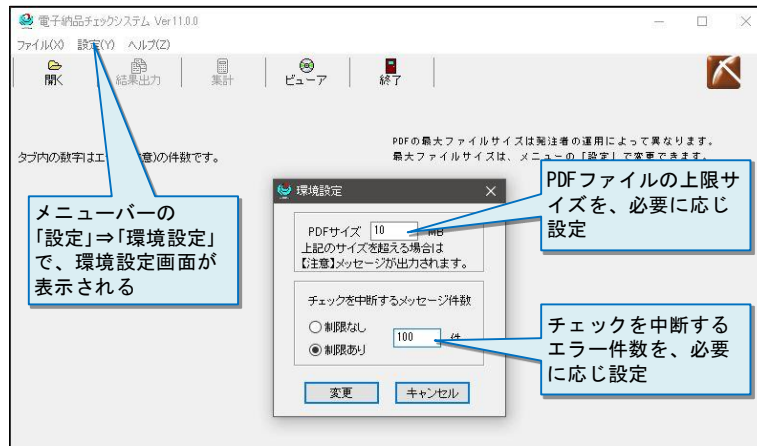 電子納品チェックシステム Ver11.0.0
ファイル(X) 設定(Y) ヘルプ(Z)
開く 結果出力 集計 ビューア 終了
PDFの最大ファイルサイズは発注者の運用によって異なります。
タブ内の数字はエ 意)の件数です。
最大ファイルサイズは、メニューの「設定」で変更できます。
メニューバーの
「設定」⇒「環境設定」
で、環境設定画面が
表示される
環境設定
PDFサイズ 10 MB
上記のサイズを超える場合は
【注意】メッセージが出力されます。
PDFファイルの上限サ
イズを、必要に応じ
設定
チェックを中断するメッセージ件数
制限なし
制限あり
100 件
チェックを中断する
エラー件数を、必要
に応じ設定
変更 キャンセル